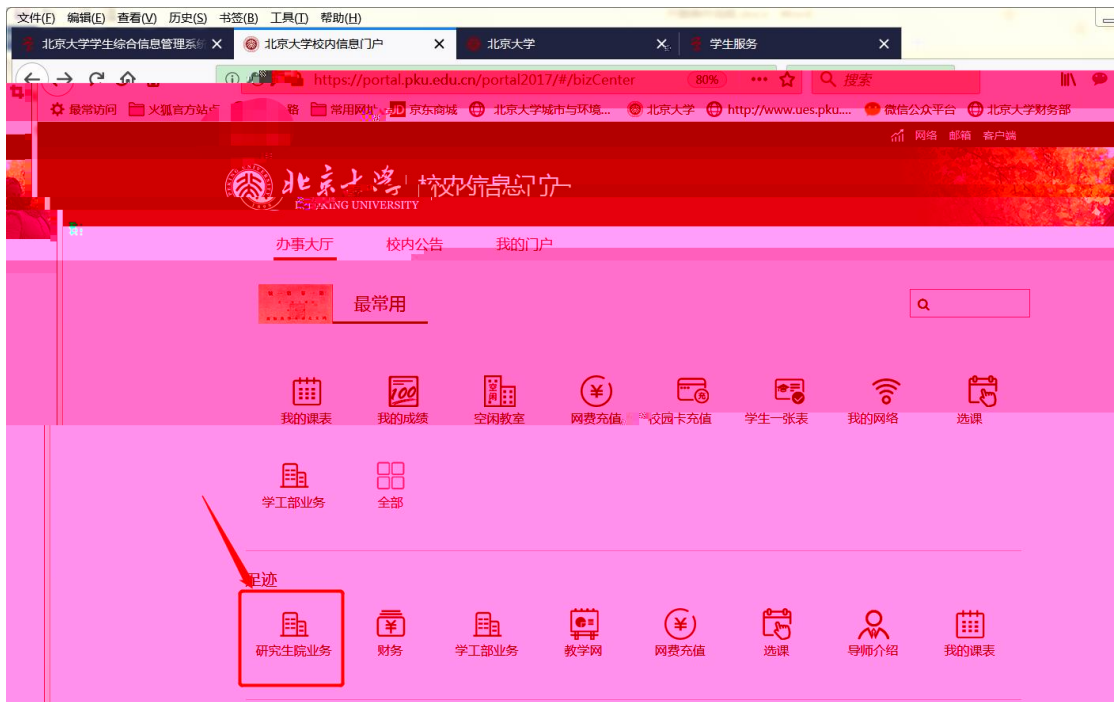 文件(F) 编辑(E) 查看(V) 历史(S) 书签(B) 工具(T) 帮助(H)
北京大学学生综合信息管理系统 北京大学校内信息门户 北京大学 学生服务
https://portal.pku.edu.cn/portal2017/#/bizCenter 80% 搜索
最常访问 火狐官方站点 常用网址 JD 京东商城 北京大学城市与环境... 北京大学 http://www.ues.pku.... 微信公众平台 北京大学财务部
网络 邮箱 客户端
北京大学 校内信息门户
PEKING UNIVERSITY
办事大厅 校内公告 我的门户
最常用
我的课表 我的成绩 空闲教室 网费充值 校园卡充值 学生一张表 我的网络 选课
学工部业务 全部
足迹
研究生院业务 财务 学工部业务 教学网 网费充值 选课 导师介绍 我的课表